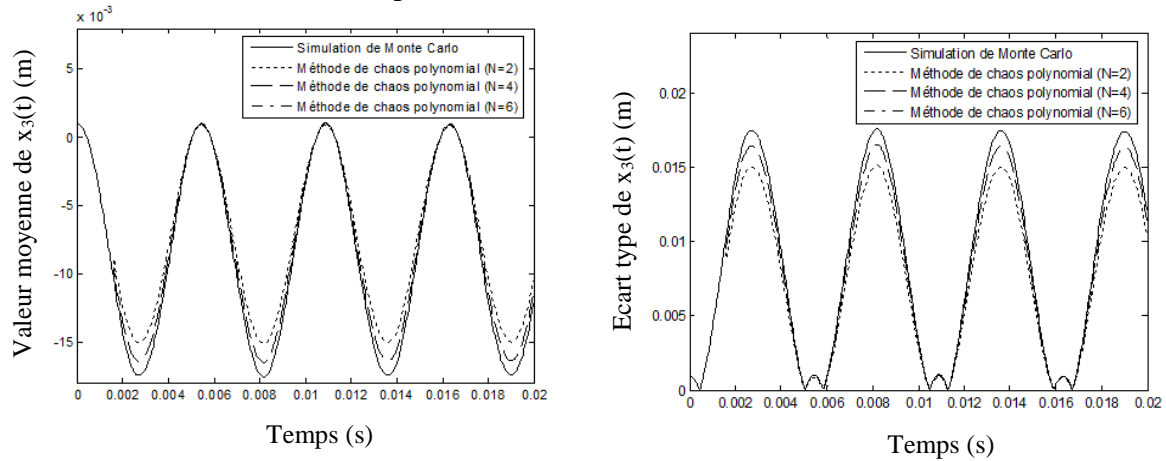 x 10⁻³
Valeur moyenne de x₃(t) (m)
5
0
-5
-10
-15
Simulation de Monte Carlo
Méthode de chaos polynomial (N=2)
Méthode de chaos polynomial (N=4)
Méthode de chaos polynomial (N=6)
0 0.002 0.004 0.006 0.008 0.01 0.012 0.014 0.016 0.018 0.02
Temps (s)
Ecart type de x₃(t) (m)
0.02
0.015
0.01
0.005
0
Simulation de Monte Carlo
Méthode de chaos polynomial (N=2)
Méthode de chaos polynomial (N=4)
Méthode de chaos polynomial (N=6)
0 0.002 0.004 0.006 0.008 0.01 0.012 0.014 0.016 0.018 0.02
Temps (s)